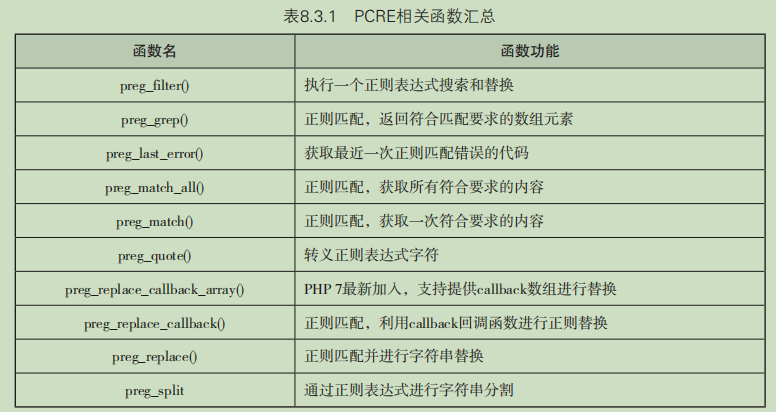 表8.3.1 PCRE相关函数汇总
函数名 函数功能
preg_filter() 执行一个正则表达式搜索和替换
preg_grep() 正则匹配，返回符合匹配要求的数组元素
preg_last_error() 获取最近一次正则匹配错误的代码
preg_match_all() 正则匹配，获取所有符合要求的内容
preg_match() 正则匹配，获取一次符合要求的内容
preg_quote() 转义正则表达式字符
preg_replace_callback_array() PHP 7最新加入，支持提供callback数组进行替换
preg_replace_callback() 正则匹配，利用callback回调函数进行正则替换
preg_replace() 正则匹配并进行字符串替换
preg_split 通过正则表达式进行字符串分割